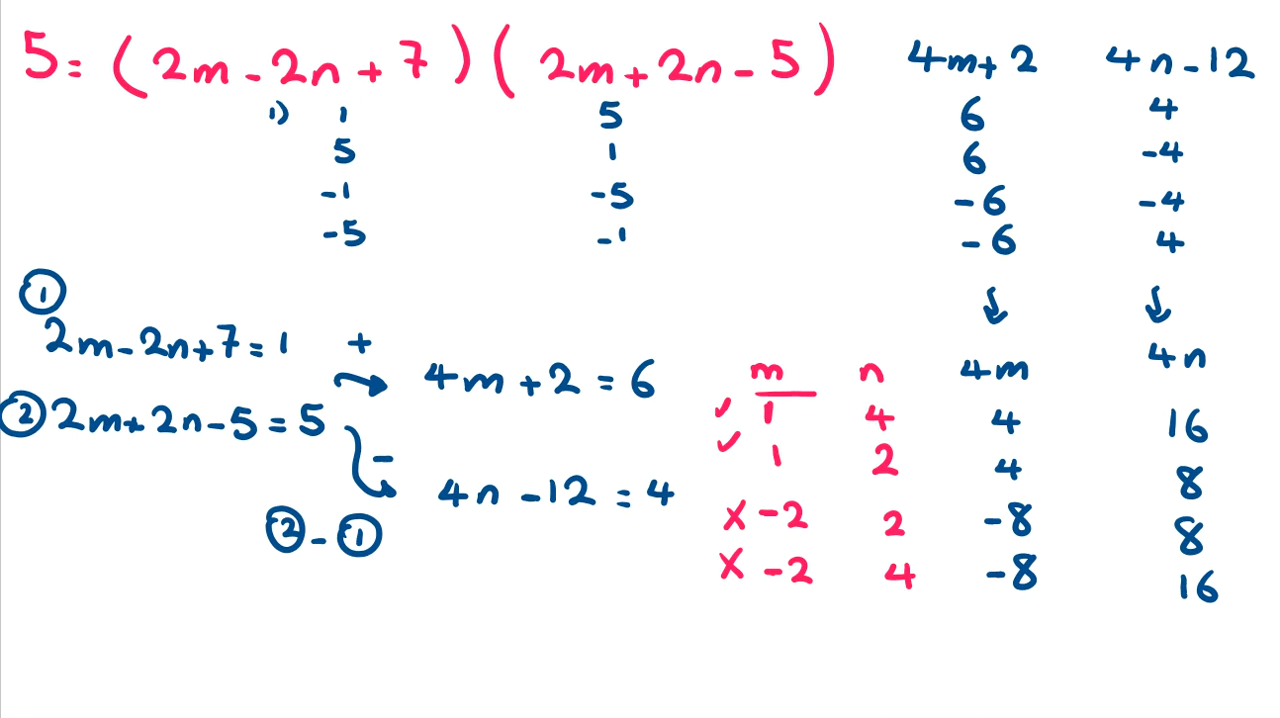 5 = (2m - 2n + 7)(2m + 2n - 5) 4m + 2 4n - 12
1) 1 5 6 4
5 1 6 -4
-1 -5 -6 -4
-5 -1 -6 4
↓ ↓
①
2m - 2n + 7 = 1 +
② 2m + 2n - 5 = 5
→ 4m + 2 = 6
- 4n - 12 = 4
② - ①
m n 4m 4n
✓ 1 4 4 16
✓ 1 2 4 8
x -2 2 -8 8
x -2 4 -8 16